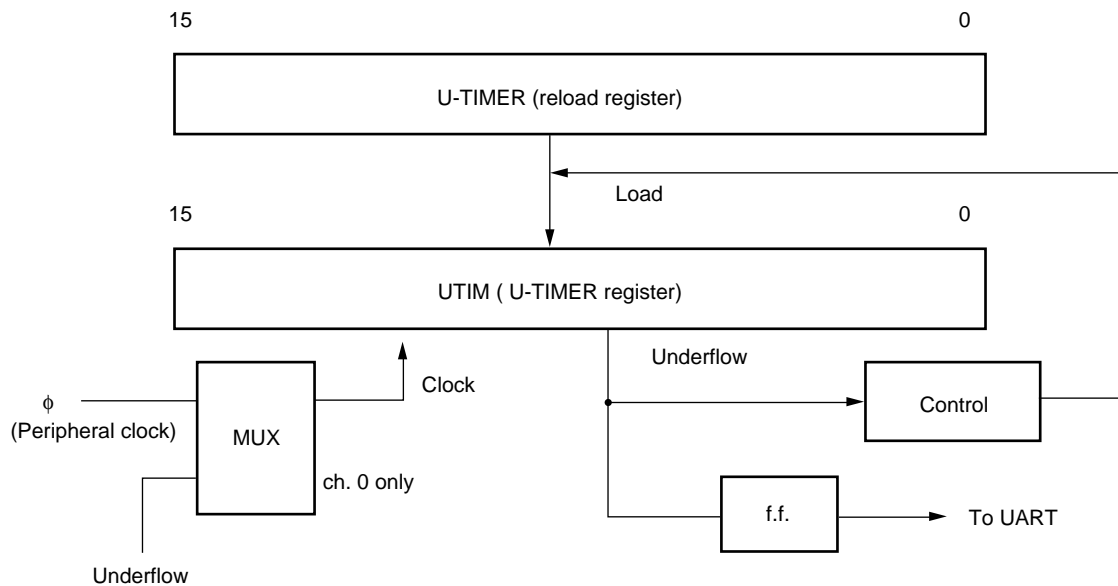 15 0
U-TIMER (reload register)
Load
15 0
UTIM ( U-TIMER register)
Underflow
Clock
ϕ
(Peripheral clock)
MUX
Control
ch. 0 only
f.f.
To UART
Underflow